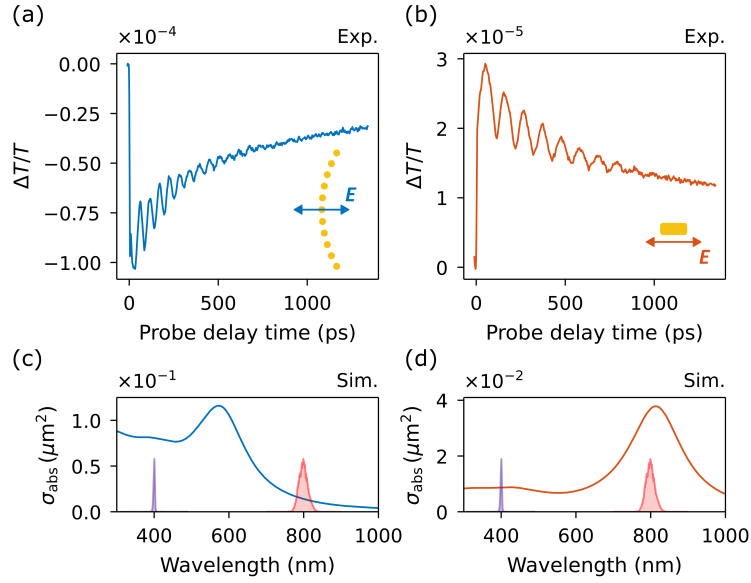 (a)
×10⁻⁴
Exp.
0.00
−0.25
−0.50
−0.75
−1.00
ΔT/T
E
0
500
1000
Probe delay time (ps)
(b)
×10⁻⁵
Exp.
3
2
1
0
ΔT/T
E
0
500
1000
Probe delay time (ps)
(c)
×10⁻¹
Sim.
1.0
0.5
0.0
σabs (μm²)
400
600
800
1000
Wavelength (nm)
(d)
×10⁻²
Sim.
4
2
0
σabs (μm²)
400
600
800
1000
Wavelength (nm)